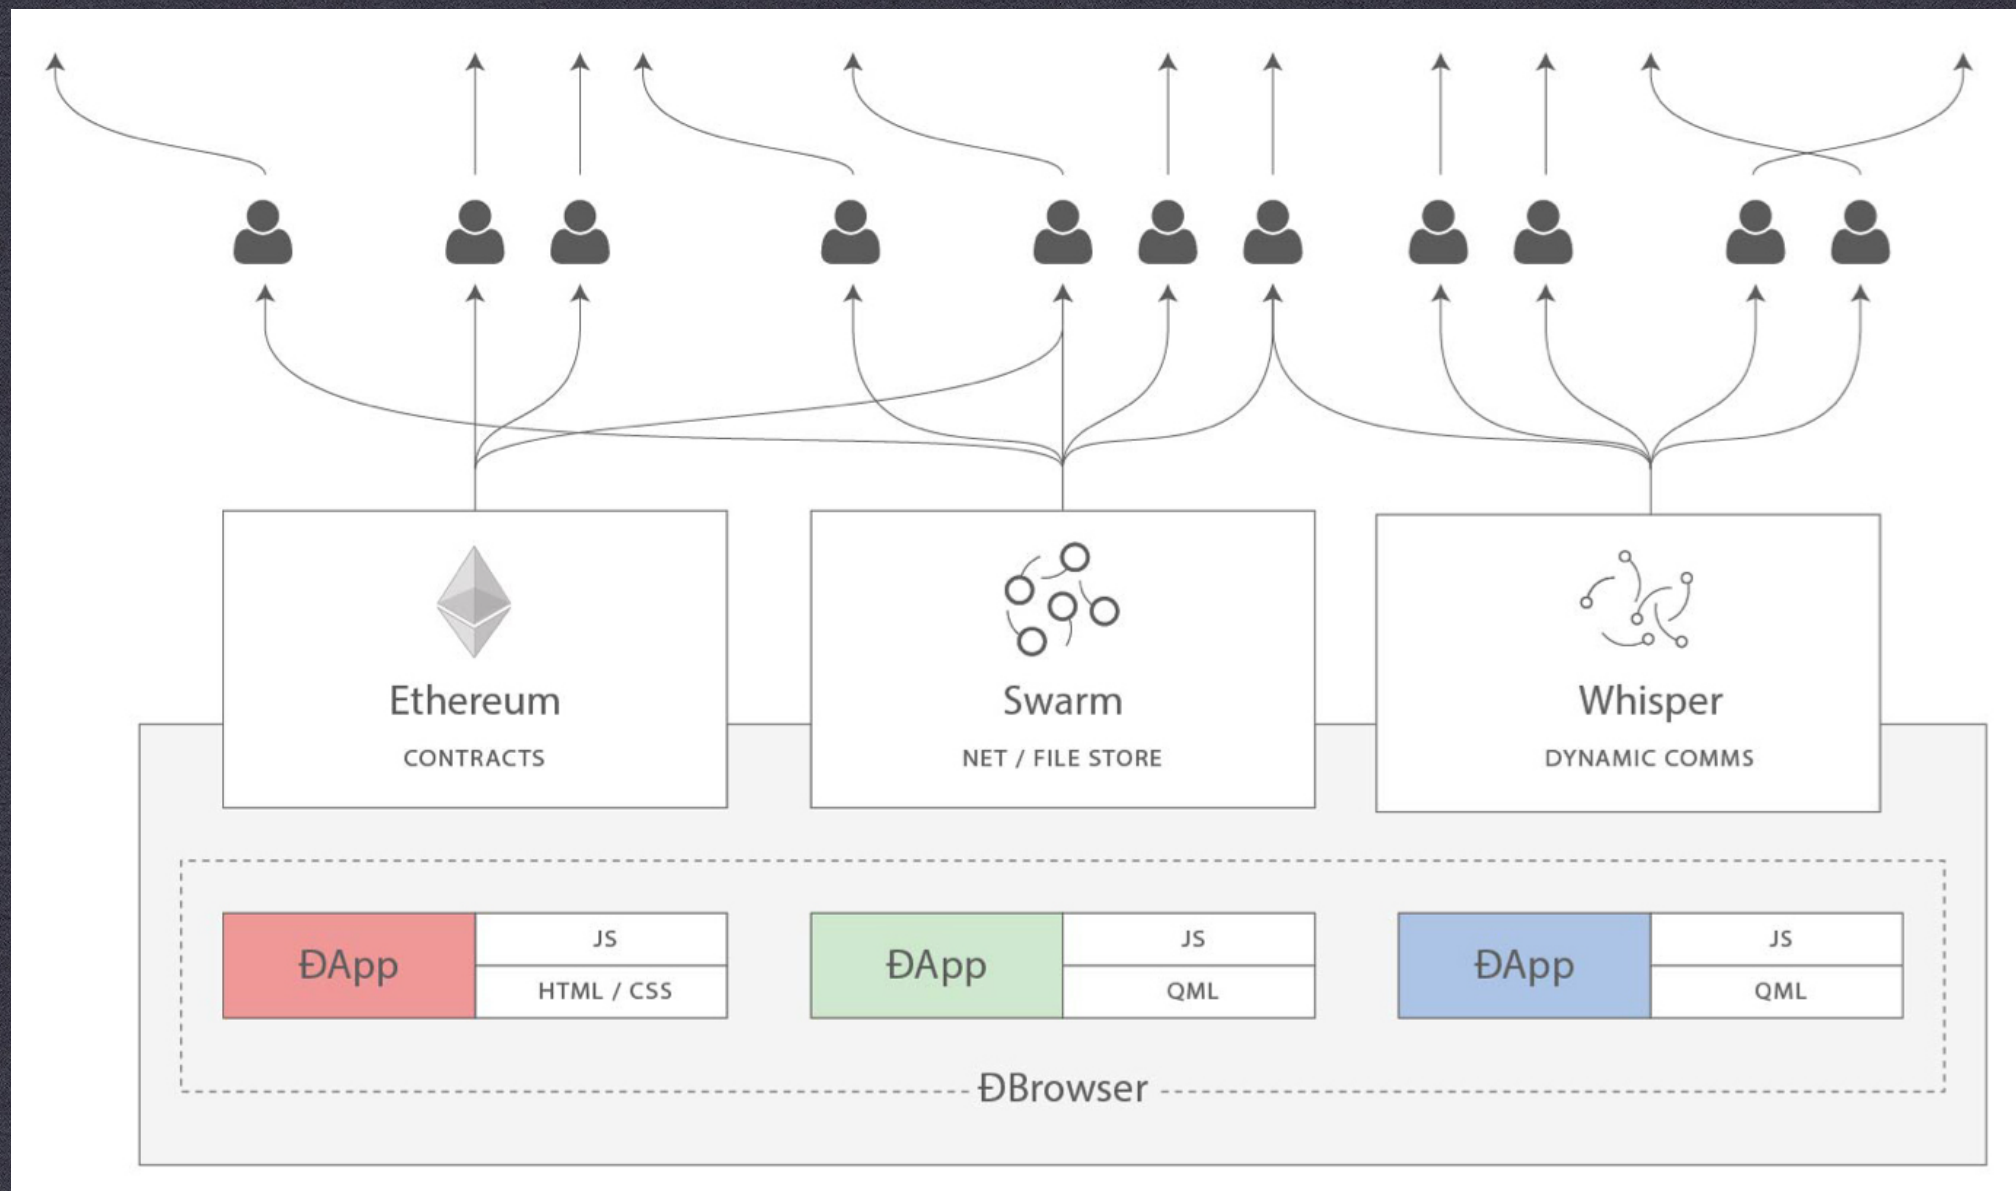 Ethereum
CONTRACTS
Swarm
NET / FILE STORE
Whisper
DYNAMIC COMMS
ĐApp
JS
HTML / CSS
ĐApp
JS
QML
ĐApp
JS
QML
ĐBrowser